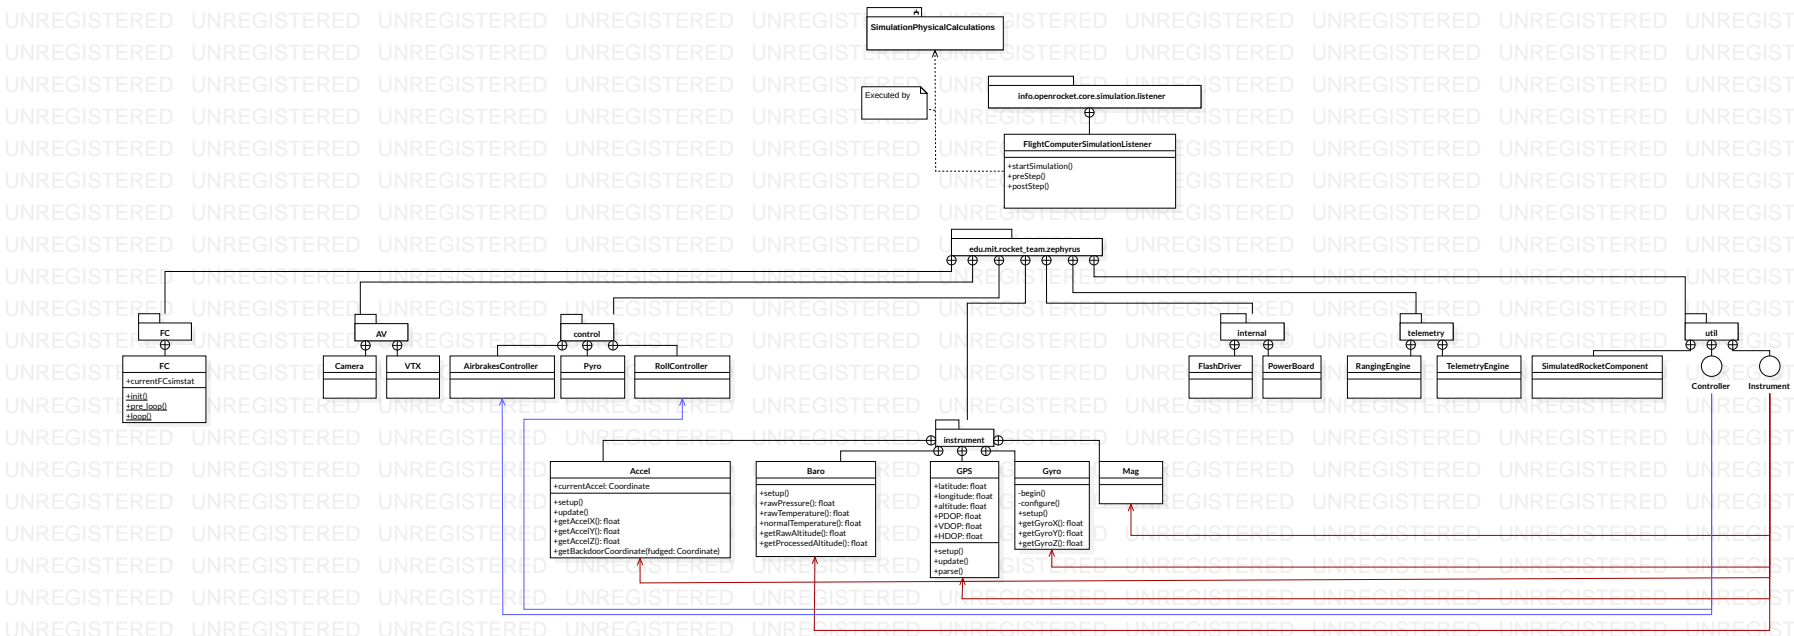 SimulationPhysicalCalculations
Executed by
info.openrocket.core.simulation.listener
FlightComputerSimulationListener
+startSimulation()
+preStep()
+postStep()
edu.mit.rocket_team.zephyrus
FC
AV
control
internal
telemetry
util
FC
+currentFCsimstat
+init()
+pre_loop()
+loop()
Camera
VTX
AirbrakesController
Pyro
RollController
FlashDriver
PowerBoard
RangingEngine
TelemetryEngine
SimulatedRocketComponent
Controller
Instrument
instrument
Accel
+currentAccel: Coordinate
+setup()
+update()
+getAccelX(): float
+getAccelY(): float
+getAccelZ(): float
+getBackdoorCoordinate(fudged: Coordinate)
Baro
+setup()
+rawPressure(): float
+rawTemperature(): float
+normalTemperature(): float
+getRawAltitude(): float
+getProcessedAltitude(): float
GPS
+latitude: float
+longitude: float
+altitude: float
+PDOP: float
+VDOP: float
+HDOP: float
+setup()
+update()
+parse()
Gyro
-begin()
-configure()
+setup()
+getGyroX(): float
+getGyroY(): float
+getGyroZ(): float
Mag
UNREGISTERED